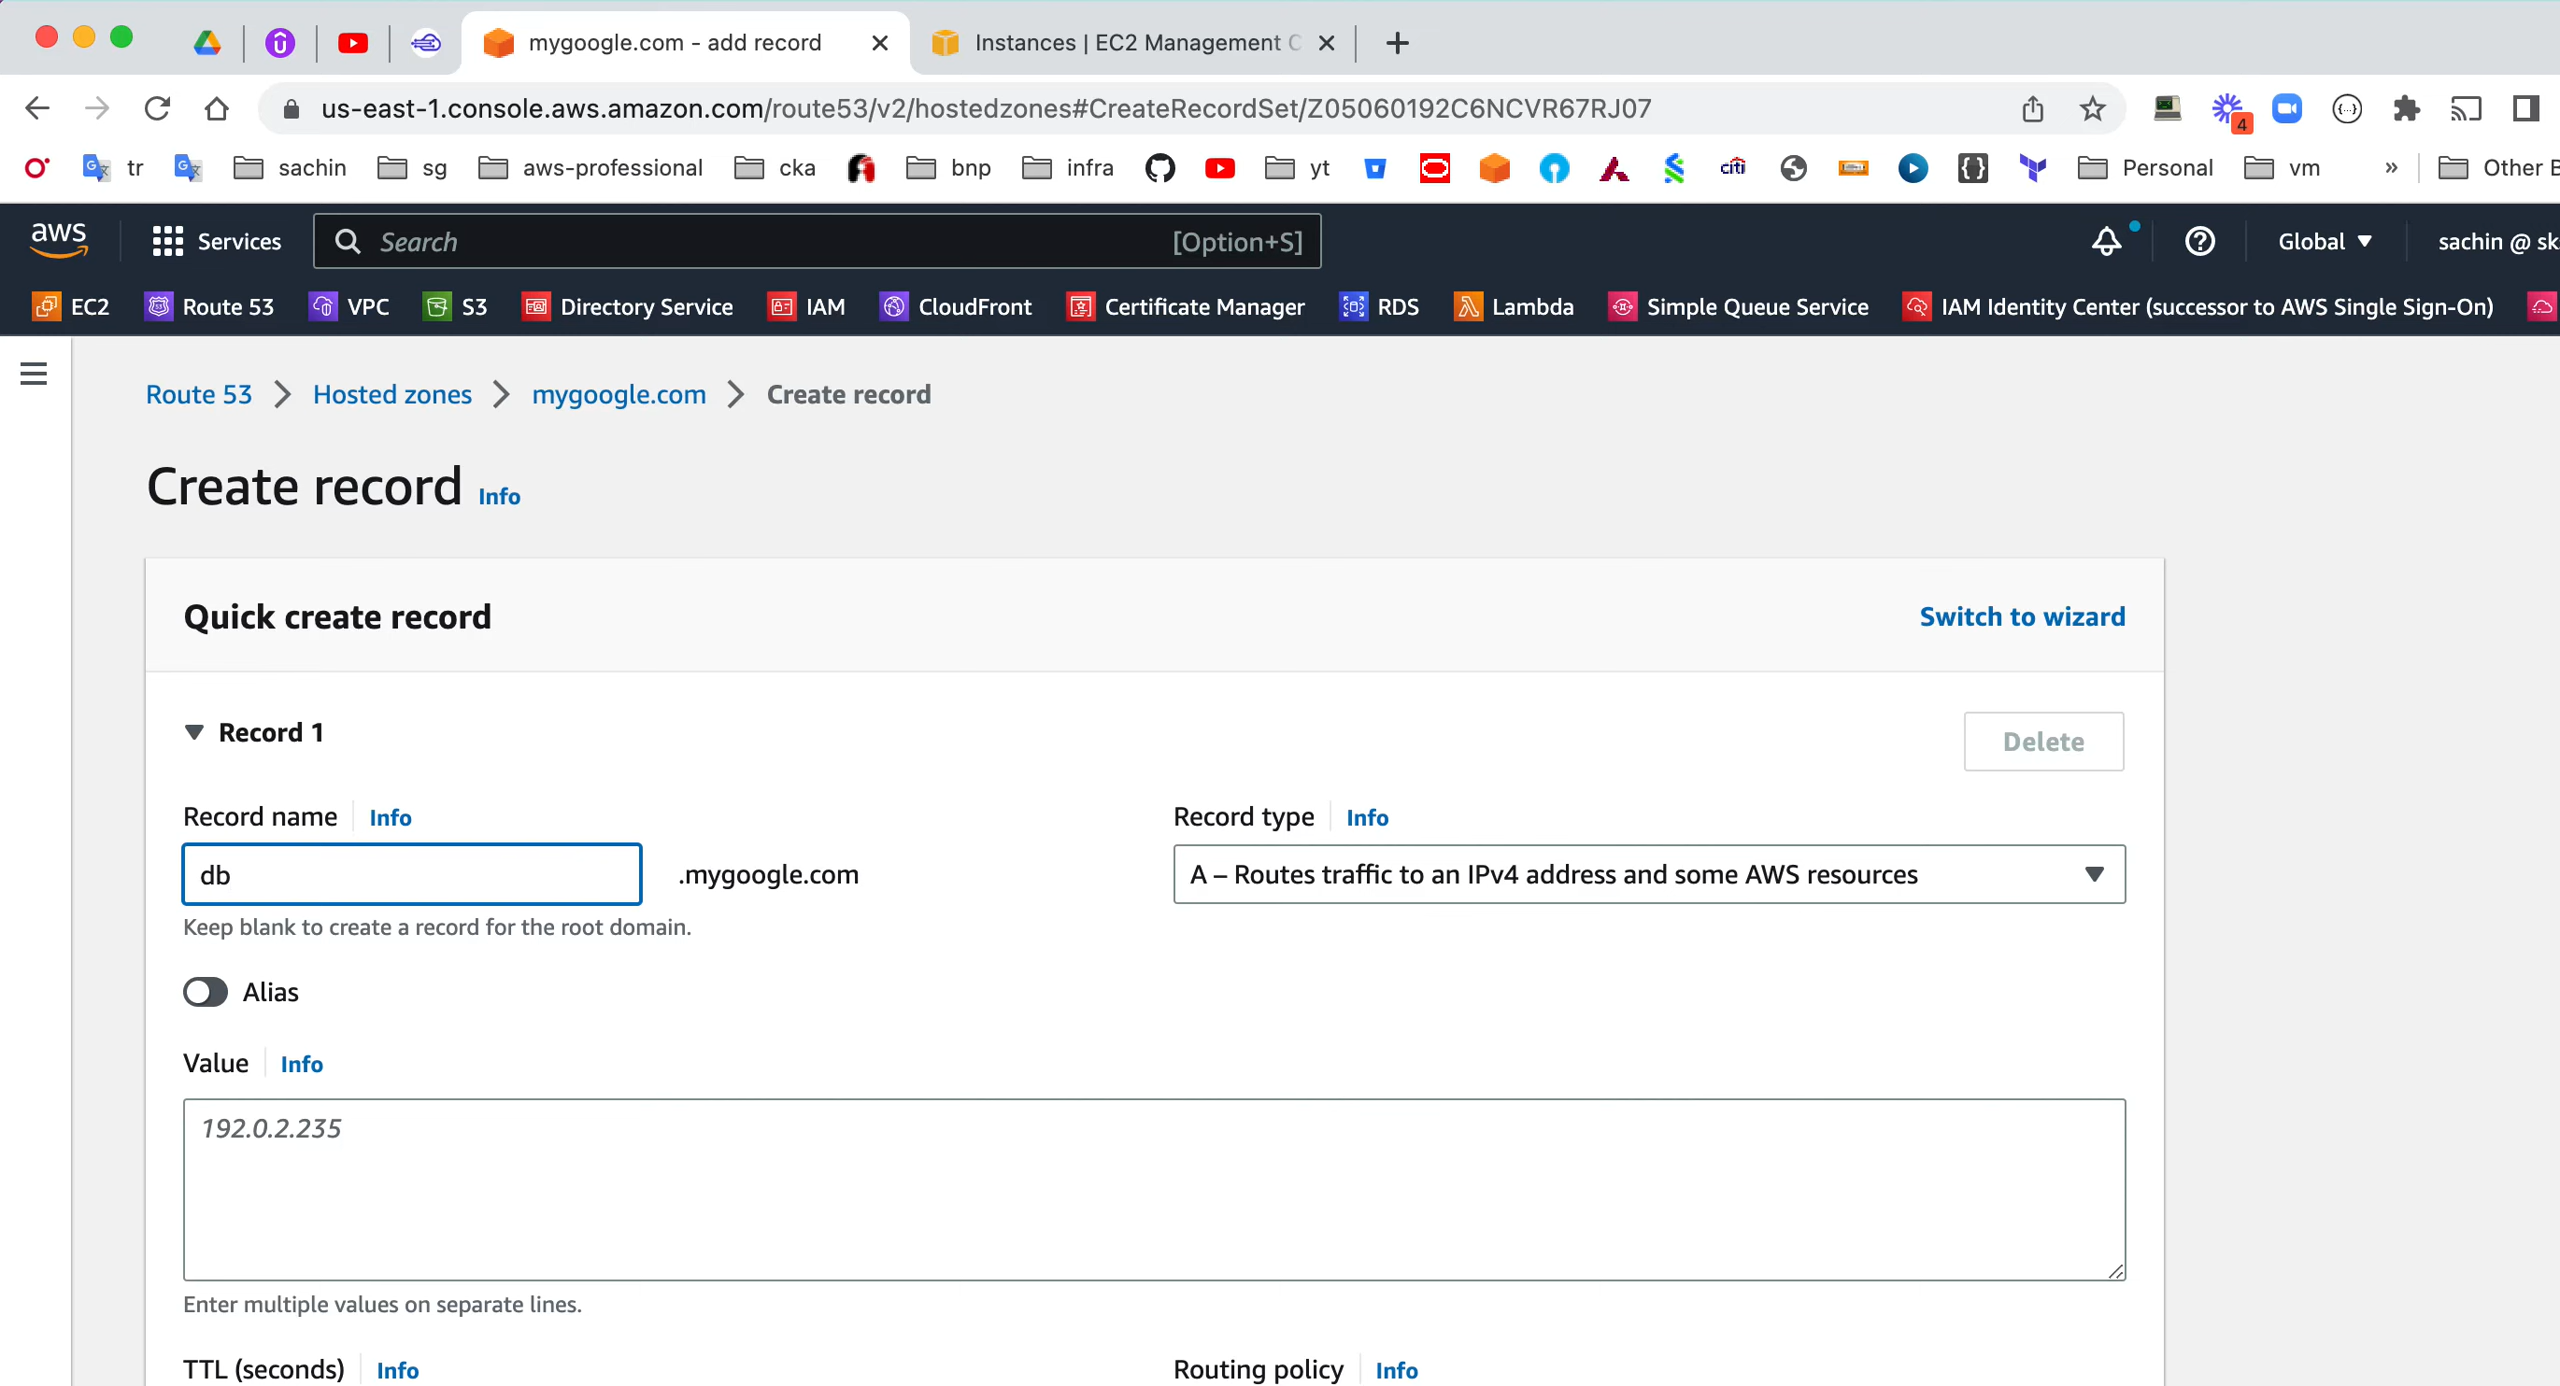 mygoogle.com - add record
Instances | EC2 Management C
us-east-1.console.aws.amazon.com/route53/v2/hostedzones#CreateRecordSet/Z05060192C6NCVR67RJ07
4
tr sachin sg aws-professional cka bnp infra yt citi Personal vm » Other B
aws Services Search [Option+S] Global sachin @ sk
EC2 Route 53 VPC S3 Directory Service IAM CloudFront Certificate Manager RDS Lambda Simple Queue Service IAM Identity Center (successor to AWS Single Sign-On)
Route 53 > Hosted zones > mygoogle.com > Create record
Create record Info
Quick create record
Switch to wizard
Record 1
Delete
Record name Info
Record type Info
db .mygoogle.com
A – Routes traffic to an IPv4 address and some AWS resources
Keep blank to create a record for the root domain.
Alias
Value Info
192.0.2.235
Enter multiple values on separate lines.
TTL (seconds) Info
Routing policy Info